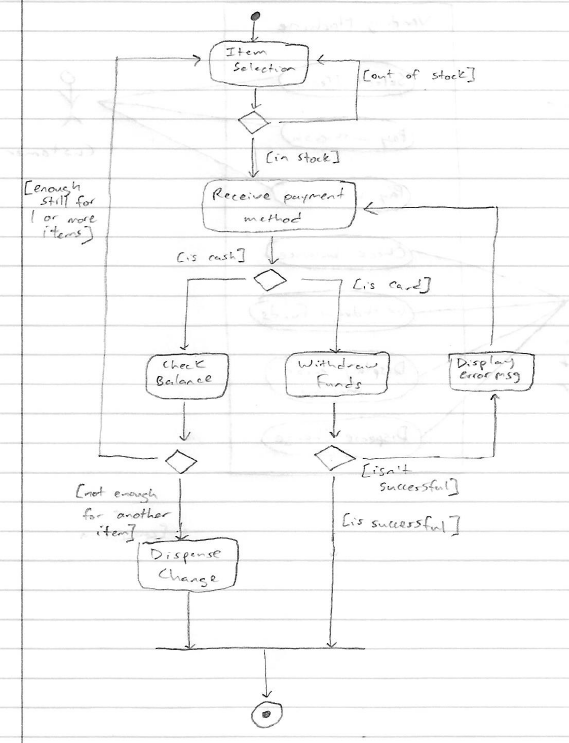 Item
Selection
[out of stock]
[in stock]
[enough
still for
1 or more
items]
Receive payment
method
[is cash]
[is card]
Check
Balance
Withdraw
Funds
Display
error msg
[isn't
successful]
[not enough
for another
item]
[is successful]
Dispense
Change